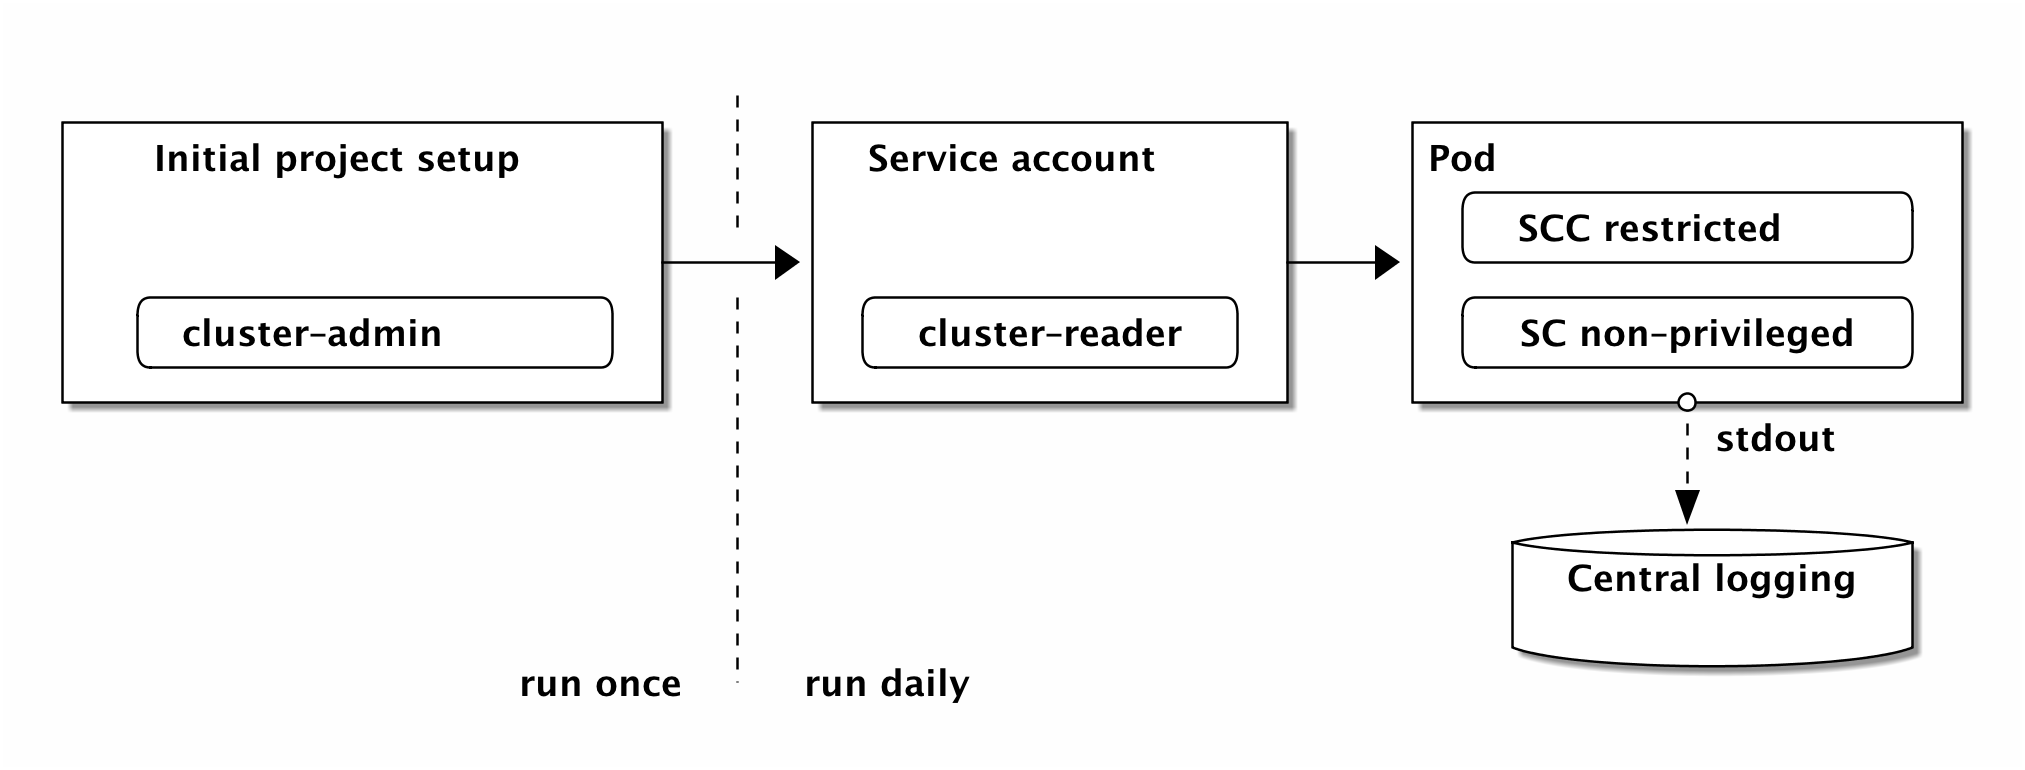 Initial project setup
cluster-admin
Service account
cluster-reader
Pod
SCC restricted
SC non-privileged
stdout
Central logging
run once
run daily